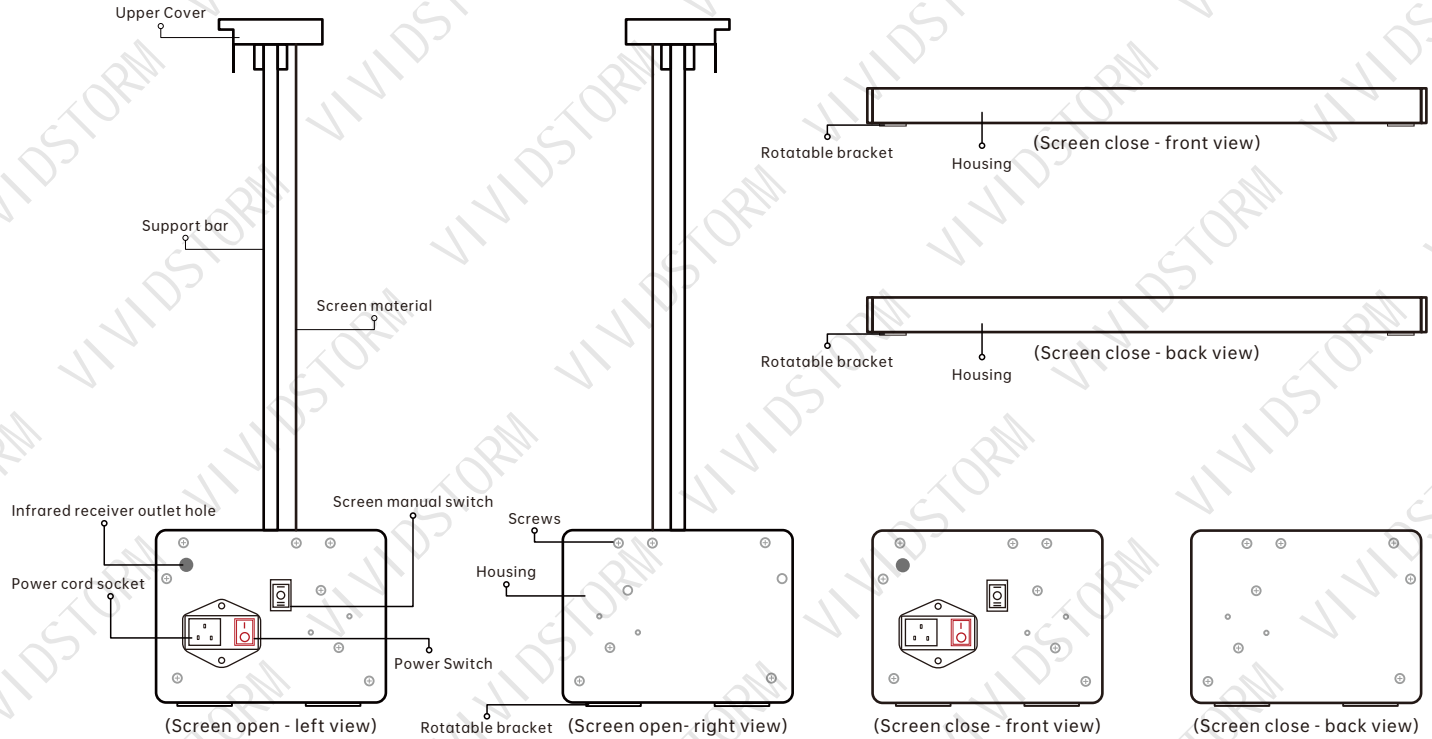 Upper Cover
Support bar
Screen material
Infrared receiver outlet hole
Screen manual switch
Power cord socket
Power Switch
(Screen open - left view)
Screws
Housing
Rotatable bracket
(Screen open- right view)
Rotatable bracket
Housing
(Screen close - front view)
Rotatable bracket
Housing
(Screen close - back view)
(Screen close - front view)
(Screen close - back view)
VIVIDSTORM